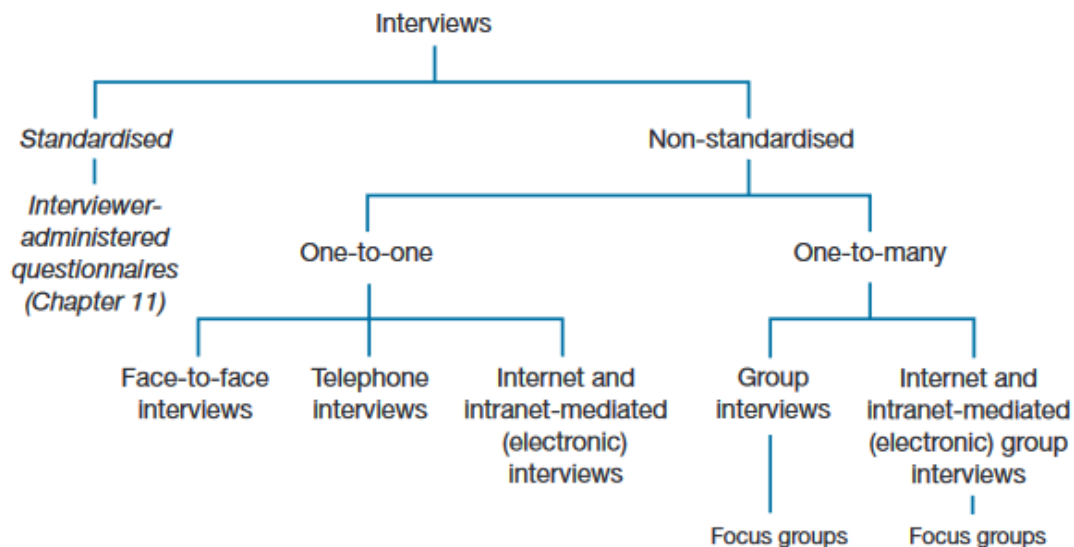 Interviews
Standardised
Non-standardised
Interviewer-
administered
questionnaires
(Chapter 11)
One-to-one
One-to-many
Face-to-face
interviews
Telephone
interviews
Internet and
intranet-mediated
(electronic)
interviews
Group
interviews
Internet and
intranet-mediated
(electronic) group
interviews
Focus groups
Focus groups